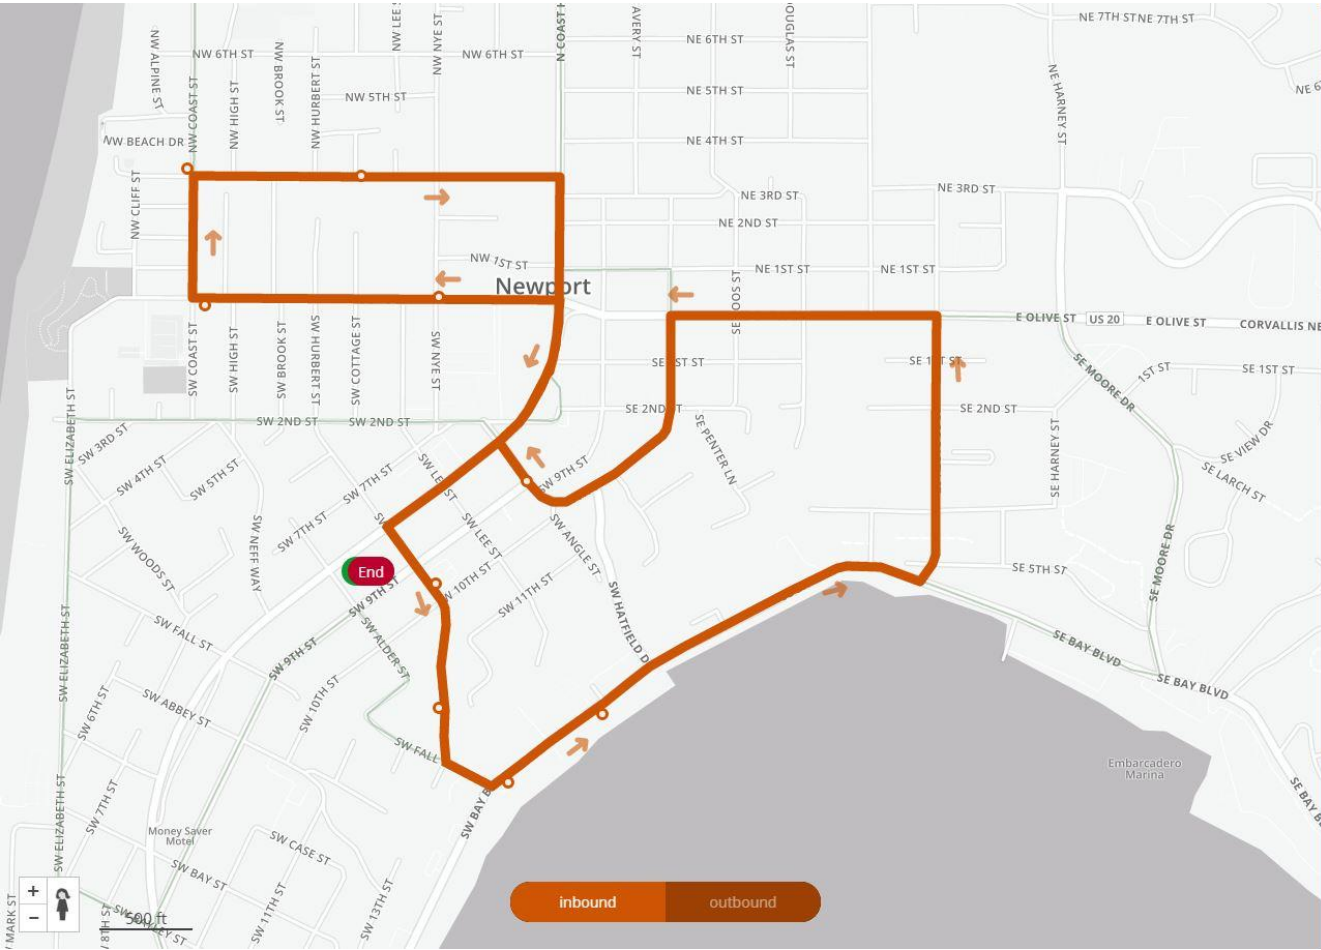 NE 7TH ST
NE 7TH ST
NW ALPINE ST
NW 6TH ST
NW BROOK ST
NW HURBERT ST
NW LEE
NW NYE ST
NW 6TH ST
N COAST
AVERY ST
NE 6TH ST
NE HARNEY ST
NW COAST ST
NW HIGH ST
NW 5TH ST
NE 5TH ST
NE 6
NW BEACH DR
NE 4TH ST
NW CLIFF ST
NE 3RD ST
NE 3RD ST
NE 2ND ST
NW 1ST ST
NE 1ST ST
NE 1ST ST
Newport
E OLIVE ST
US 20
E OLIVE ST
CORVALLIS NE
SW COAST ST
SW HIGH ST
SW BROOK ST
SW HURBERT ST
SW COTTAGE ST
SW NYE ST
SE MOORE DR
1ST ST
SE 1ST ST
SW ELIZABETH ST
SW 2ND ST
SW 2ND ST
SE 2ND ST
SE 2ND ST
SW 3RD ST
SW 4TH ST
SW 5TH ST
SW 7TH ST
SW LEE ST
SW 9TH ST
SE PENTER LN
SE HARNEY ST
SE VIEW DR
SE LARCH ST
SW WOODS ST
SW NEFF WAY
SW 7TH ST
SW
SW LEE ST
SW ANGLE ST
End
SW 9TH ST
W 10TH ST
SW 11TH ST
SW HATFIELD D
SE 5TH ST
SE MOORE DR
SW ELIZABETH ST
SW FALL ST
SW 9TH ST
SW ALDER ST
SE BAY BLVD
SE BAY BLVD
SW 6TH ST
SW ABBEY ST
SW 10TH ST
SW FALL
Embarcadero
Marina
SW ELIZABETH ST
SW 7TH ST
Money Saver
Motel
SW CASE ST
SW BAY B
SE BAY
SW BAY ST
SW 11TH ST
SW 13TH ST
+
−
MARK ST
8TH ST
500 ft
inbound
outbound